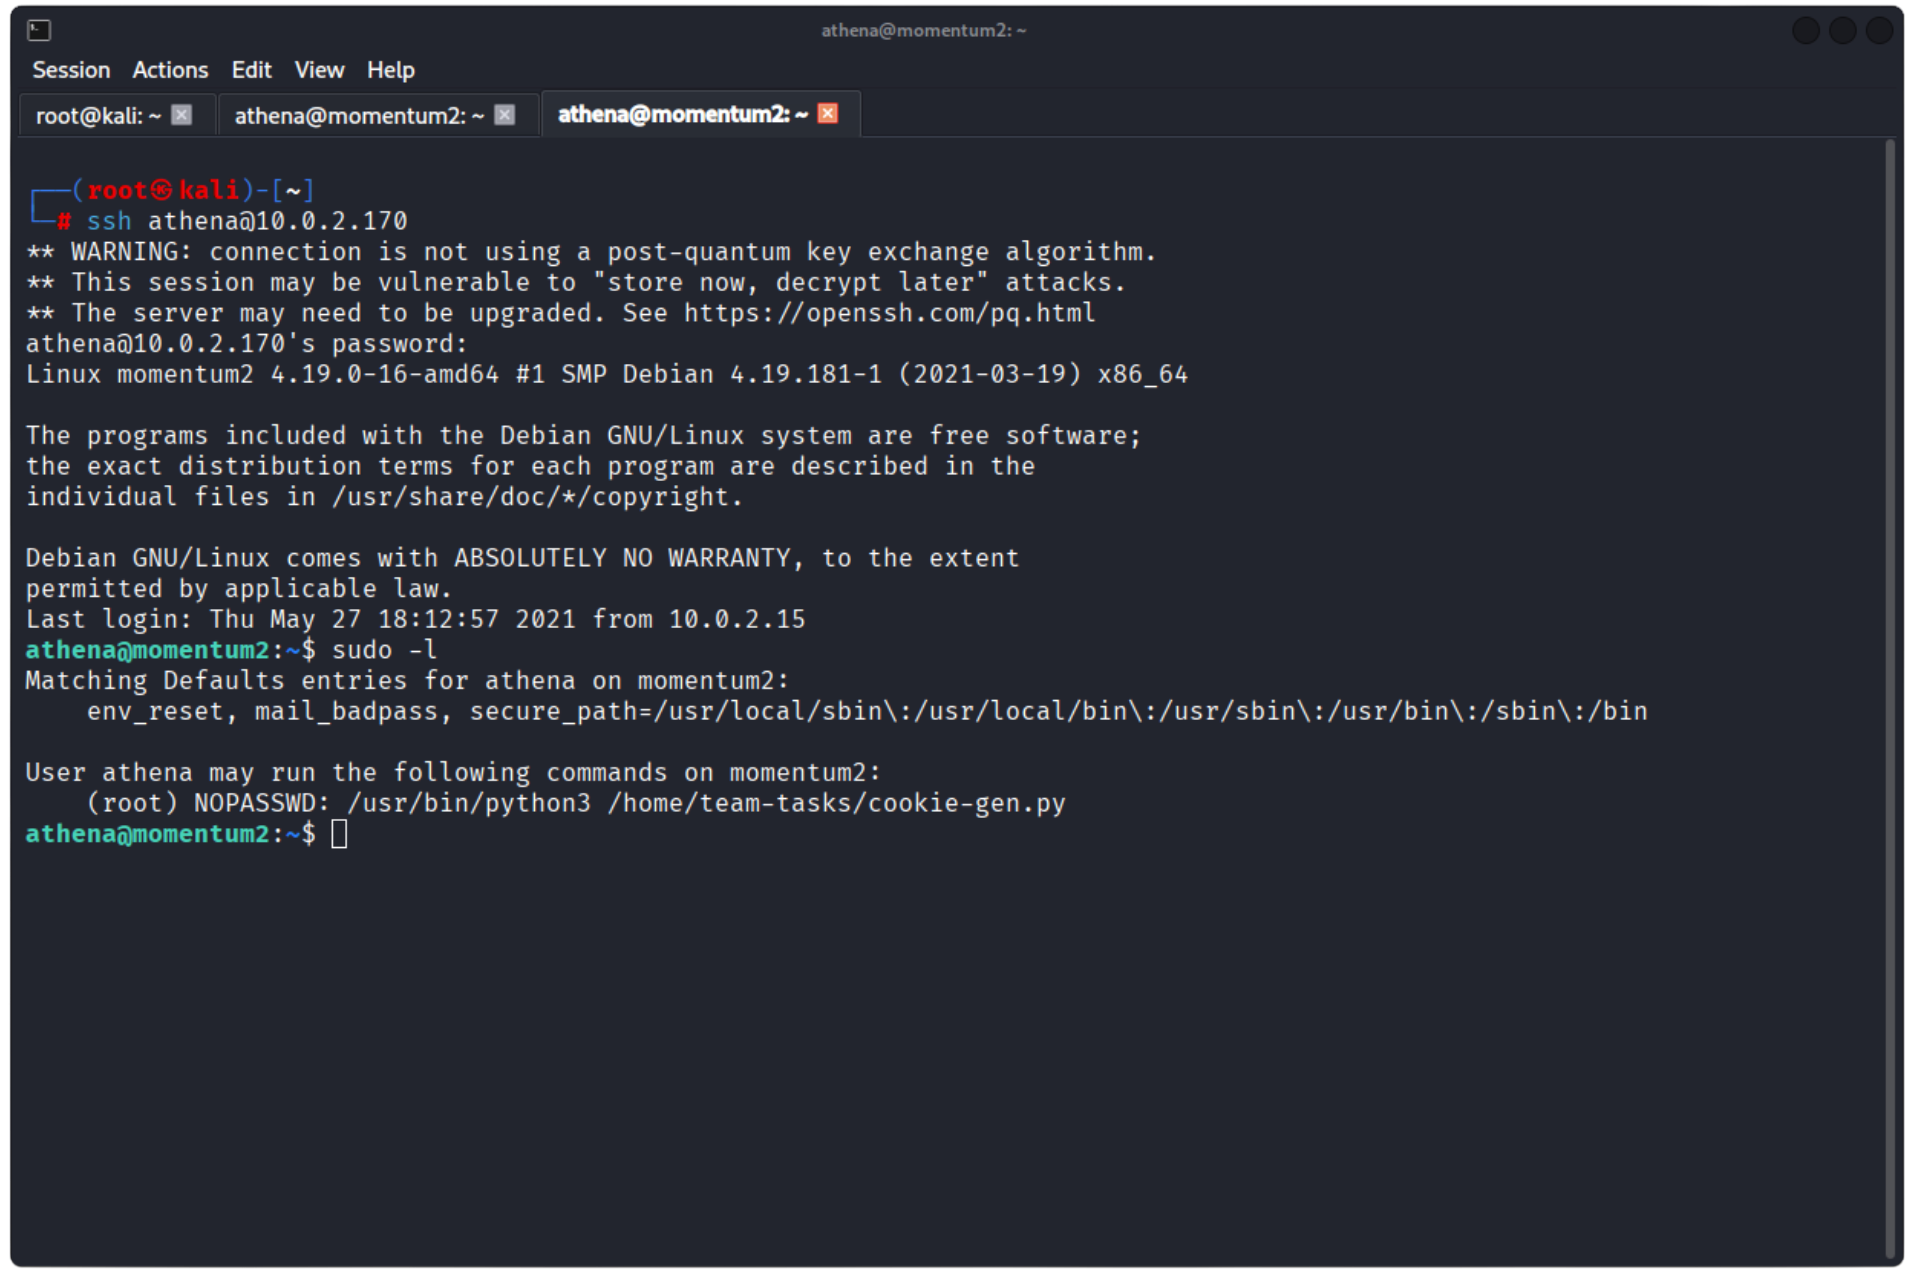 athena@momentum2: ~
Session Actions Edit View Help
root@kali: ~ athena@momentum2: ~ athena@momentum2: ~
┌──(root㉿kali)-[~]
└─# ssh athena@10.0.2.170
** WARNING: connection is not using a post-quantum key exchange algorithm.
** This session may be vulnerable to "store now, decrypt later" attacks.
** The server may need to be upgraded. See https://openssh.com/pq.html
athena@10.0.2.170's password:
Linux momentum2 4.19.0-16-amd64 #1 SMP Debian 4.19.181-1 (2021-03-19) x86_64
The programs included with the Debian GNU/Linux system are free software;
the exact distribution terms for each program are described in the
individual files in /usr/share/doc/*/copyright.
Debian GNU/Linux comes with ABSOLUTELY NO WARRANTY, to the extent
permitted by applicable law.
Last login: Thu May 27 18:12:57 2021 from 10.0.2.15
athena@momentum2:~$ sudo -l
Matching Defaults entries for athena on momentum2:
    env_reset, mail_badpass, secure_path=/usr/local/sbin\:/usr/local/bin\:/usr/sbin\:/usr/bin\:/sbin\:/bin
User athena may run the following commands on momentum2:
    (root) NOPASSWD: /usr/bin/python3 /home/team-tasks/cookie-gen.py
athena@momentum2:~$